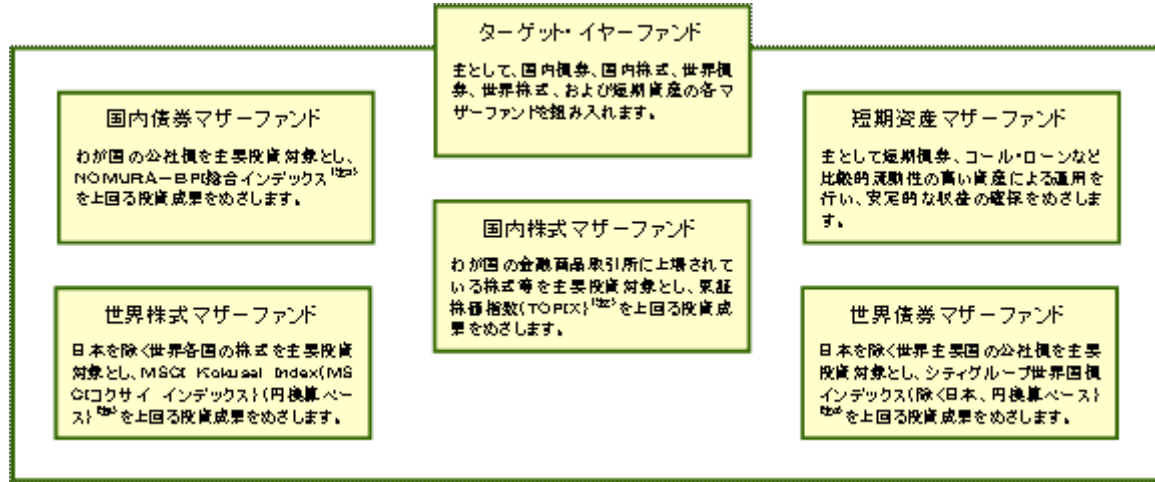 ターゲット・イヤーファンド
主として、国内債券、国内株式、世界債
券、世界株式、および短期資産の各マ
ザーファンドを組み入れます。
国内債券マザーファンド
わが国の公社債を主要投資対象とし、
NOMURA－BPI総合インデックス
を上回る投資成果をめざします。
短期資産マザーファンド
主として短期債券、コール・ローンなど
比較的流動性の高い資産による運用を
行い、安定的な収益の確保をめざしま
す。
国内株式マザーファンド
わが国の金融商品取引所に上場されて
いる株式等を主要投資対象とし、東証
株価指数(TOPIX)を上回る投資成
果をめざします。
世界株式マザーファンド
日本を除く世界各国の株式を主要投資
対象とし、MSCI Kokusai Index(MS
CIコクサイ インデックス)(円換算ベー
ス)を上回る投資成果をめざします。
世界債券マザーファンド
日本を除く世界主要国の公社債を主要
投資対象とし、シティグループ世界国債
インデックス(除く日本、円換算ベース)
を上回る投資成果をめざします。